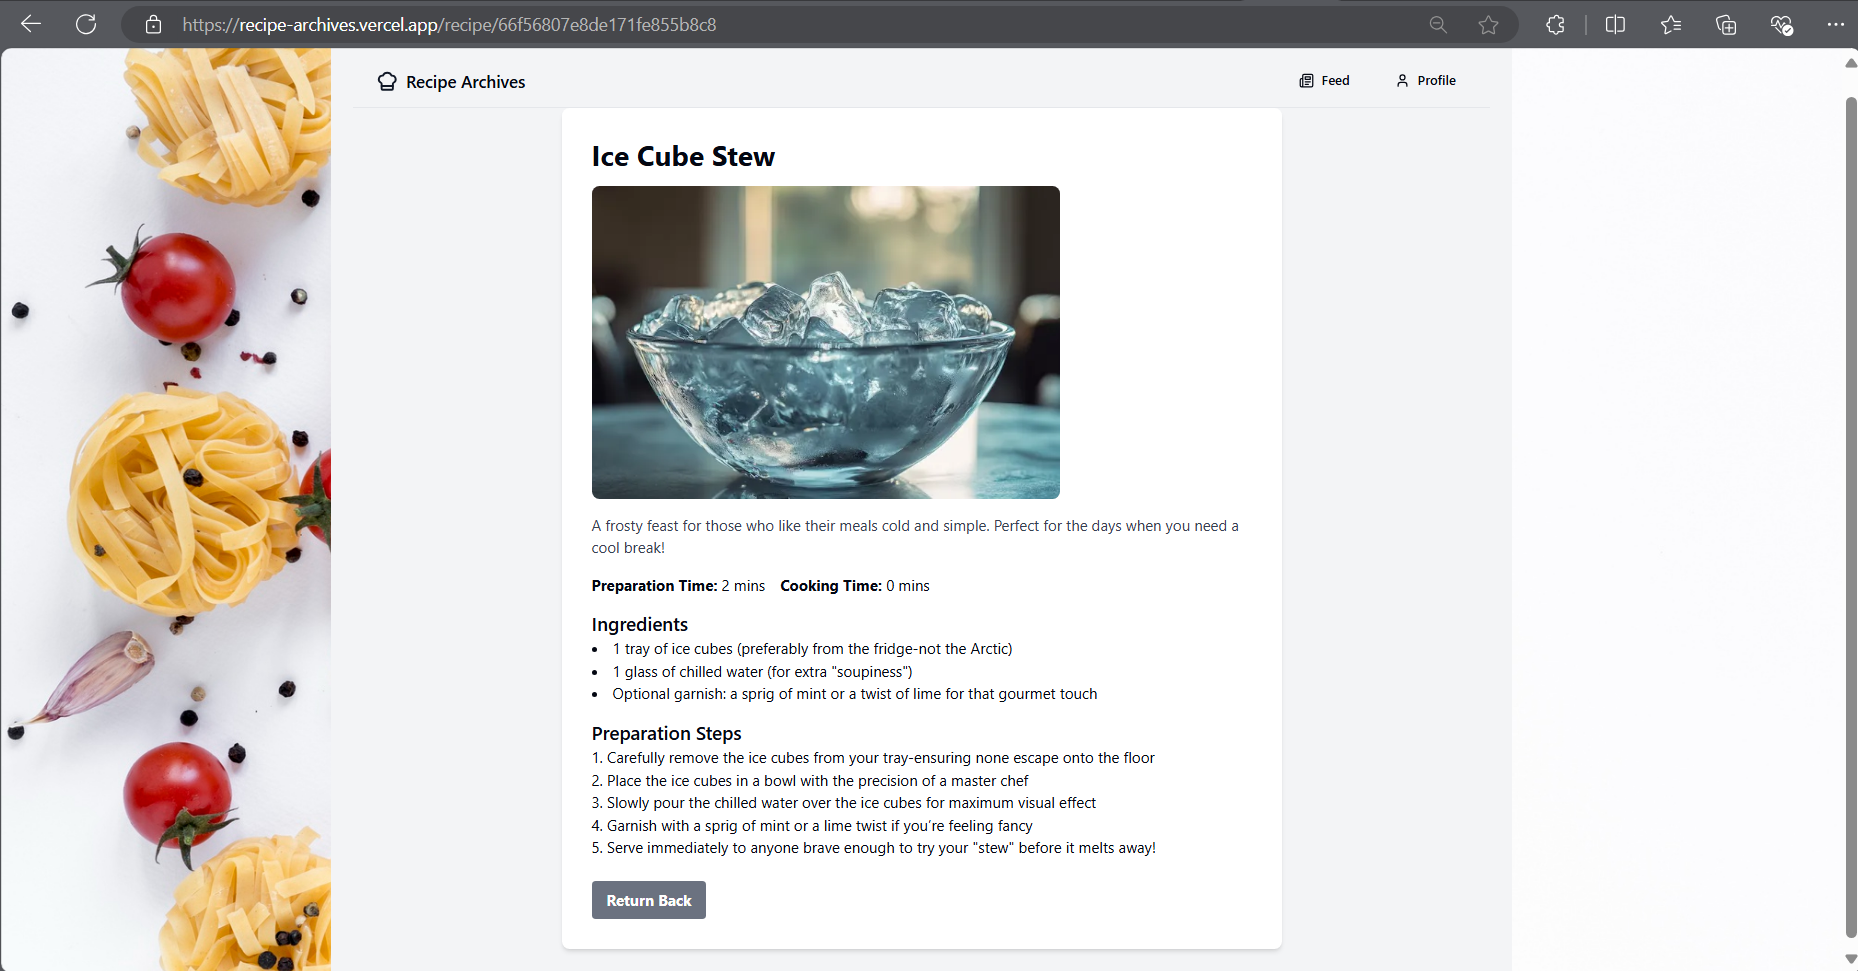 https://recipe-archives.vercel.app/recipe/66f56807e8de171fe855b8c8
Recipe Archives
Feed
Profile
Ice Cube Stew
A frosty feast for those who like their meals cold and simple. Perfect for the days when you need a
cool break!
Preparation Time: 2 mins Cooking Time: 0 mins
Ingredients
• 1 tray of ice cubes (preferably from the fridge-not the Arctic)
• 1 glass of chilled water (for extra "soupiness")
• Optional garnish: a sprig of mint or a twist of lime for that gourmet touch
Preparation Steps
1. Carefully remove the ice cubes from your tray-ensuring none escape onto the floor
2. Place the ice cubes in a bowl with the precision of a master chef
3. Slowly pour the chilled water over the ice cubes for maximum visual effect
4. Garnish with a sprig of mint or a lime twist if you’re feeling fancy
5. Serve immediately to anyone brave enough to try your "stew" before it melts away!
Return Back